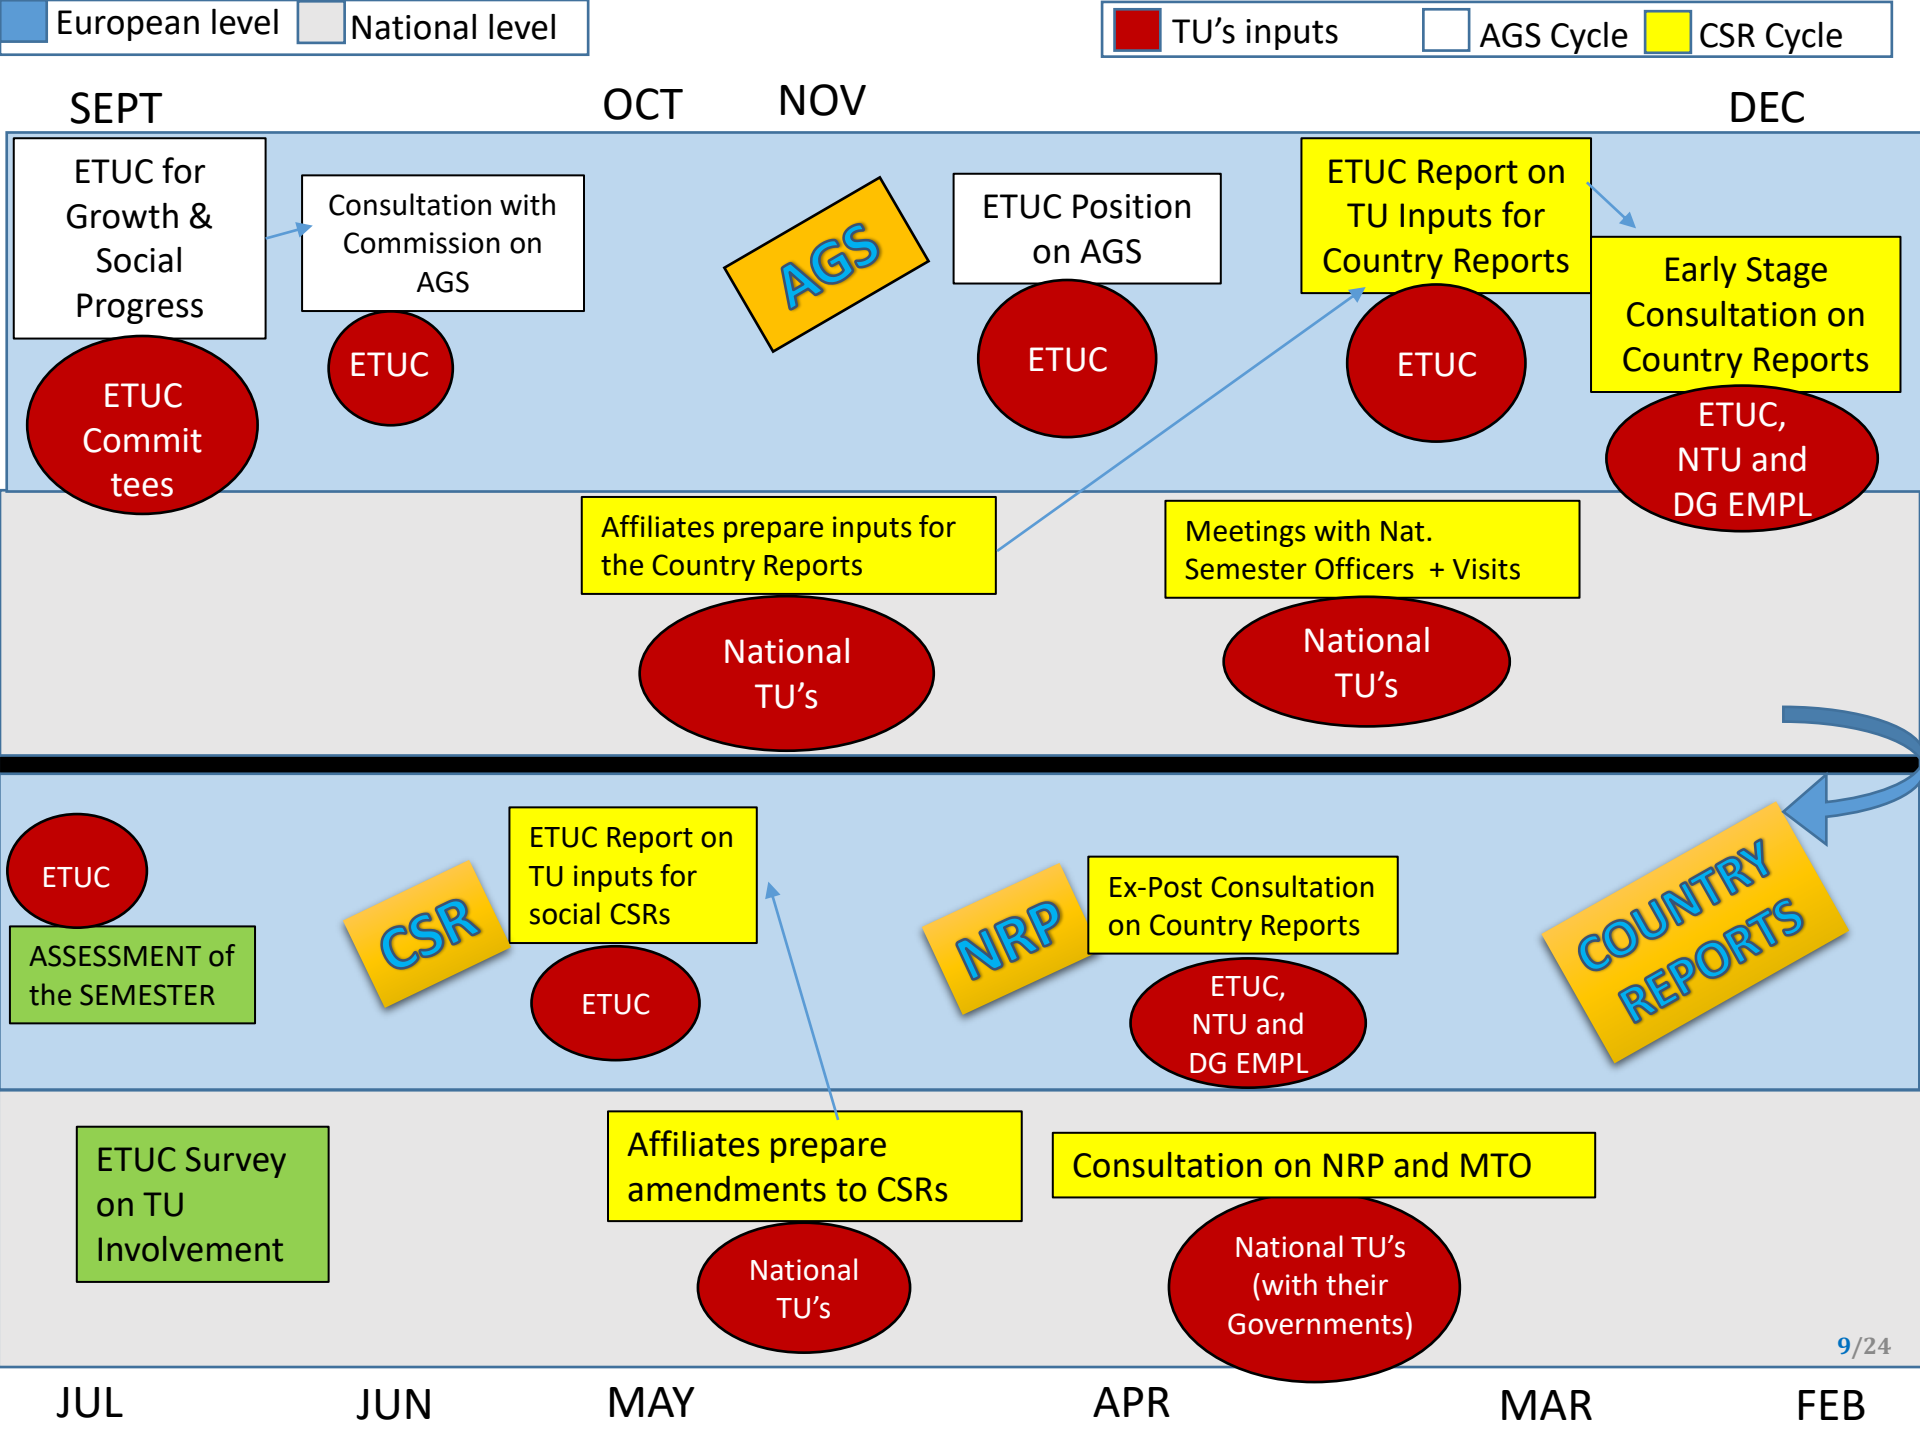 European level
National level
TU's inputs
AGS Cycle
CSR Cycle
SEPT
OCT
NOV
DEC
ETUC for
Growth &
Social
Progress
ETUC
Commit
tees
Consultation with
Commission on
AGS
ETUC
AGS
ETUC Position
on AGS
ETUC
ETUC Report on
TU Inputs for
Country Reports
ETUC
Early Stage
Consultation on
Country Reports
ETUC,
NTU and
DG EMPL
Affiliates prepare inputs for
the Country Reports
National
TU's
Meetings with Nat.
Semester Officers + Visits
National
TU's
ETUC
ASSESSMENT of
the SEMESTER
CSR
ETUC Report on
TU inputs for
social CSRs
ETUC
NRP
Ex-Post Consultation
on Country Reports
ETUC,
NTU and
DG EMPL
COUNTRY
REPORTS
ETUC Survey
on TU
Involvement
Affiliates prepare
amendments to CSRs
National
TU's
Consultation on NRP and MTO
National TU's
(with their
Governments)
9/24
JUL
JUN
MAY
APR
MAR
FEB